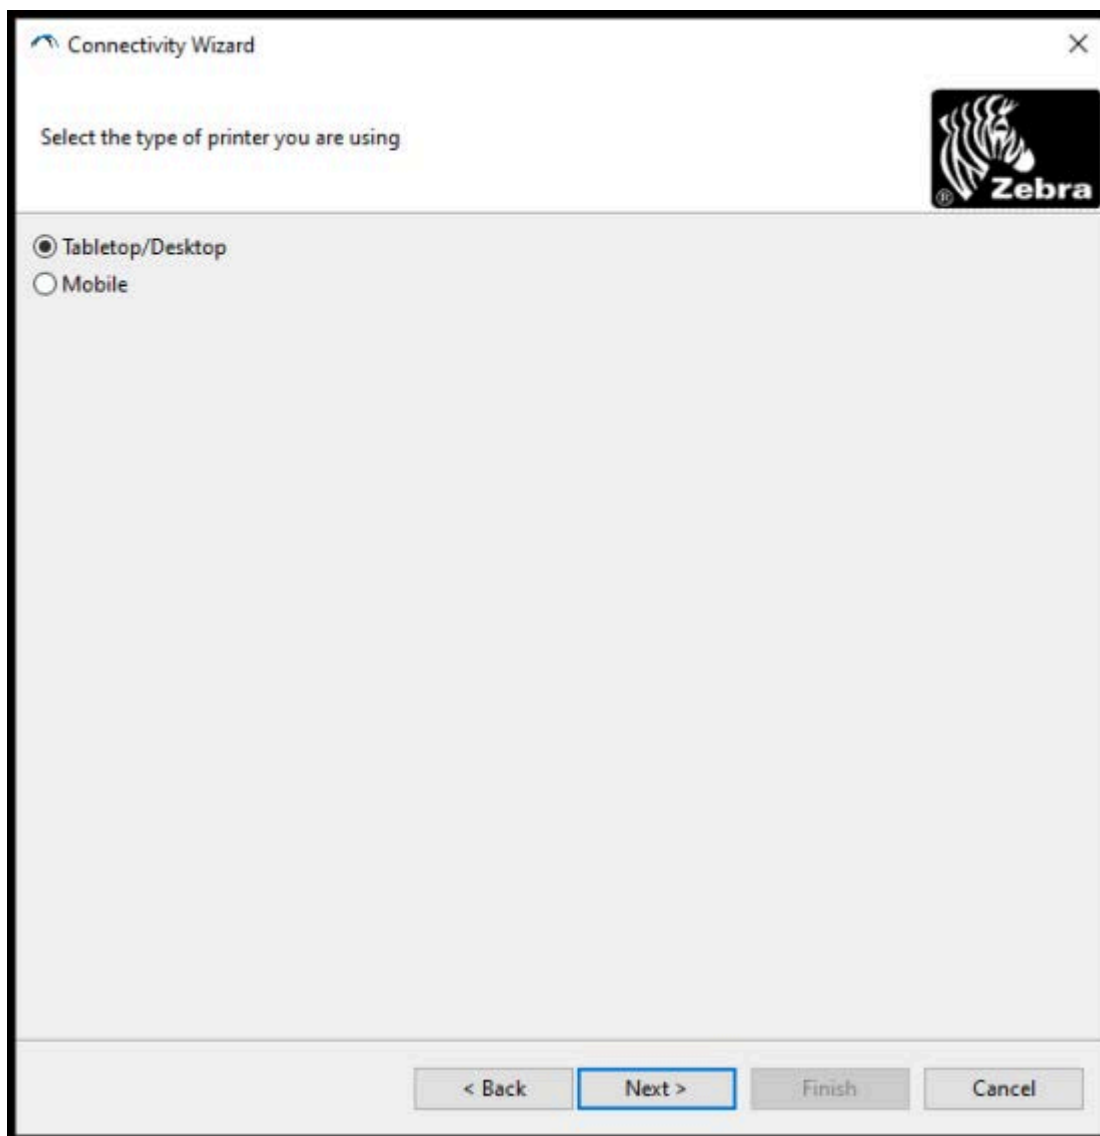 Connectivity Wizard
Select the type of printer you are using
® Zebra
Tabletop/Desktop
Mobile
< Back Next > Finish Cancel